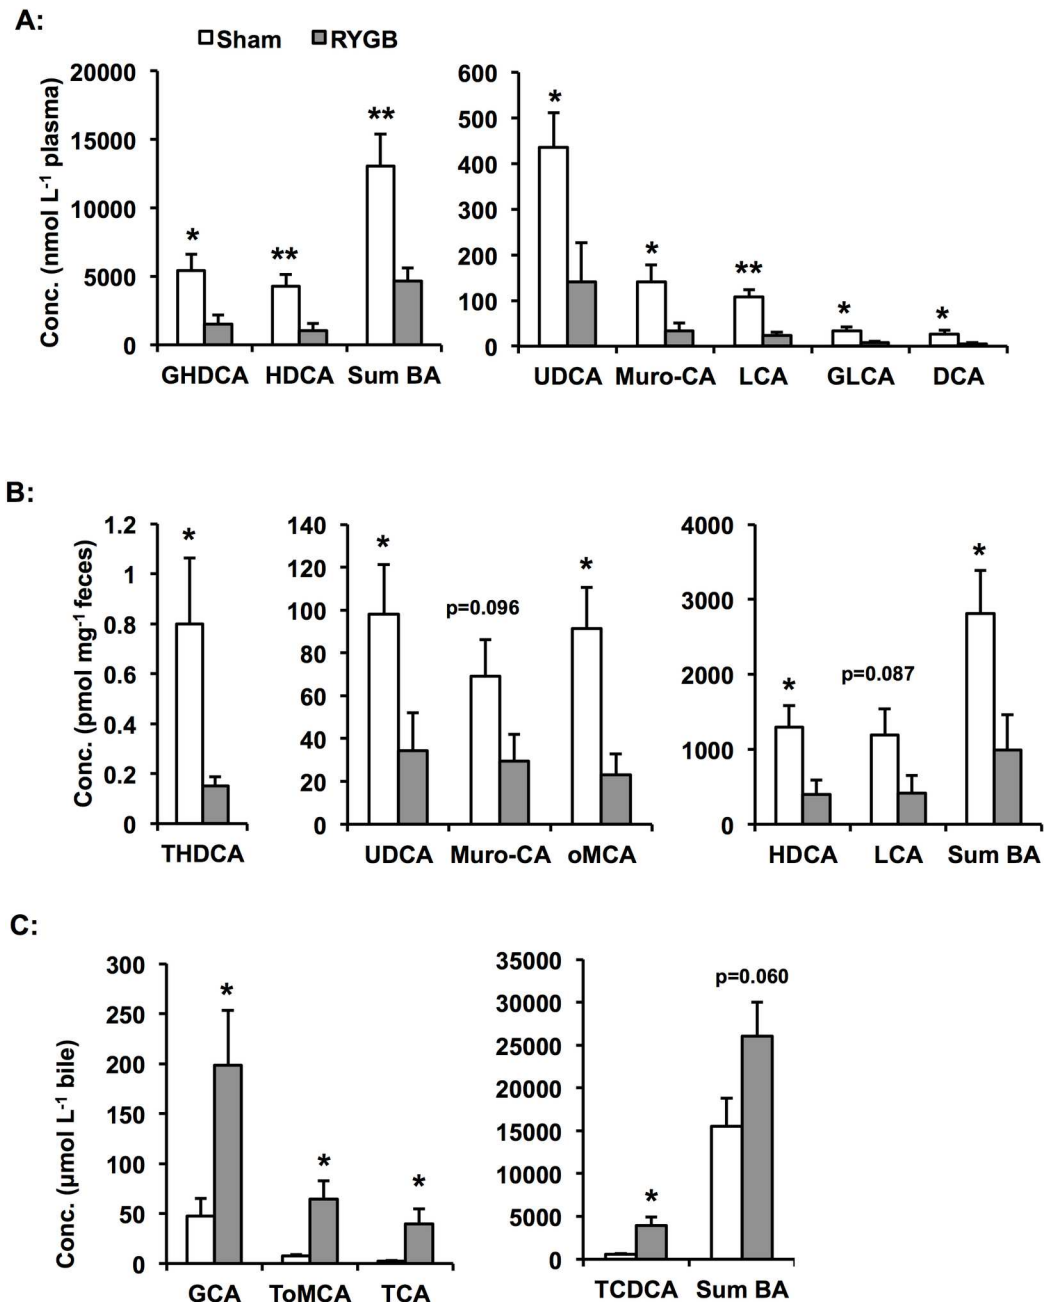 A:
Sham RYGB
Conc. (nmol L-1 plasma)
20000
15000
10000
5000
0
* ** **
GHDCA HDCA Sum BA
600
500
400
300
200
100
0
* * ** * *
UDCA Muro-CA LCA GLCA DCA
B:
Conc. (pmol mg-1 feces)
1.2
1
0.8
0.6
0.4
0.2
0
*
THDCA
140
120
100
80
60
40
20
0
* p=0.096 *
UDCA Muro-CA oMCA
4000
3000
2000
1000
0
* p=0.087 *
HDCA LCA Sum BA
C:
Conc. (µmol L-1 bile)
300
250
200
150
100
50
0
* * *
GCA ToMCA TCA
35000
30000
25000
20000
15000
10000
5000
0
* p=0.060
TCDCA Sum BA